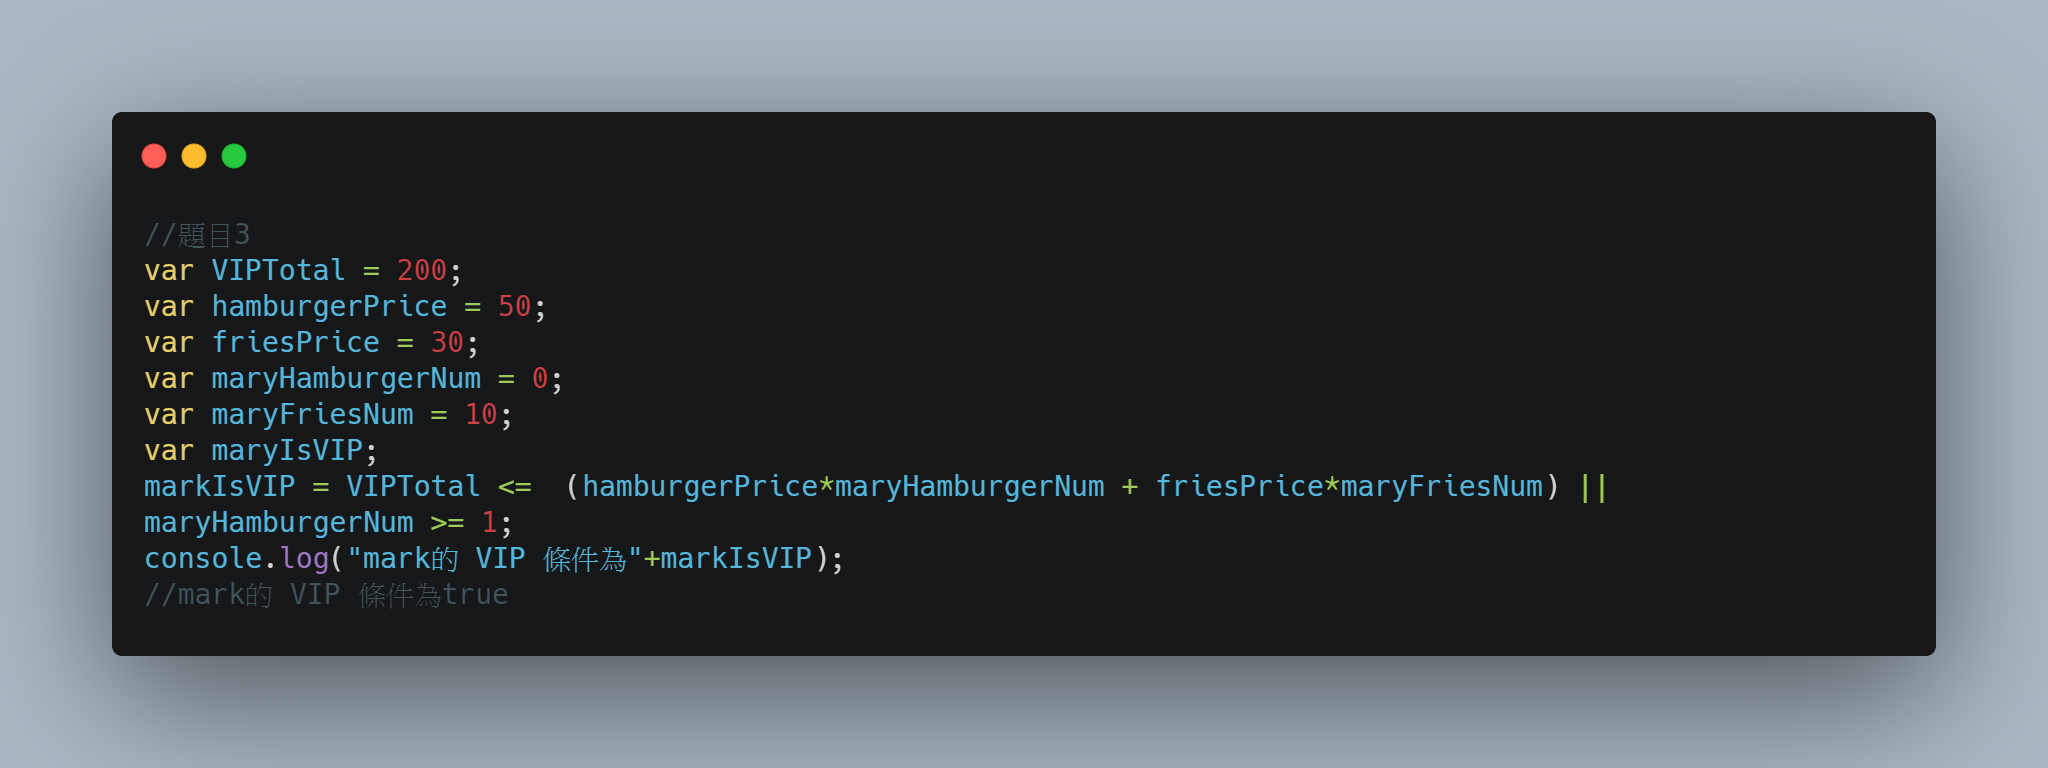 //題目3
var VIPTotal = 200;
var hamburgerPrice = 50;
var friesPrice = 30;
var maryHamburgerNum = 0;
var maryFriesNum = 10;
var maryIsVIP;
markIsVIP = VIPTotal <=  (hamburgerPrice*maryHamburgerNum + friesPrice*maryFriesNum) ||
maryHamburgerNum >= 1;
console.log("mark的 VIP 條件為"+markIsVIP);
//mark的 VIP 條件為true